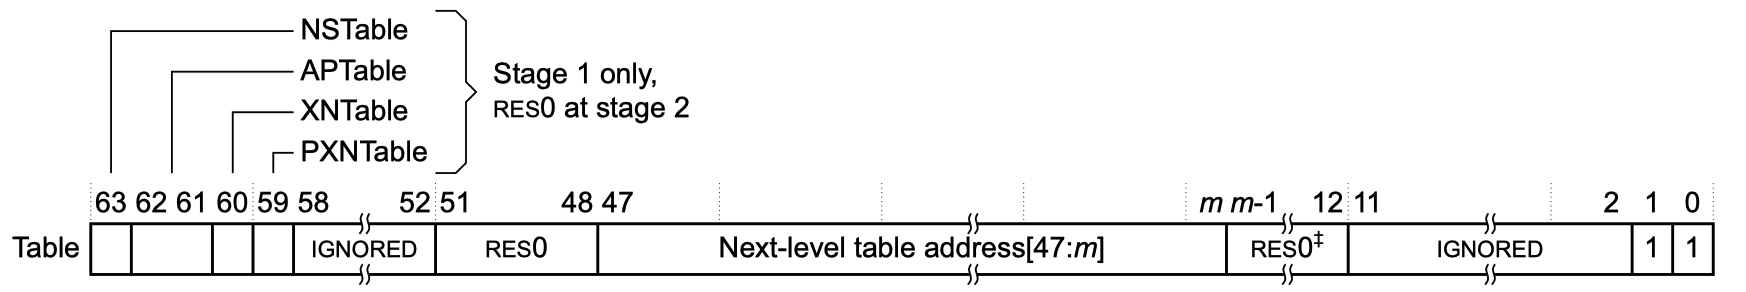 NSTable
APTable
XNTable
PXNTable
Stage 1 only,
RES0 at stage 2
63 62 61 60 59 58 52 51 48 47 m m-1 12 11 2 1 0
Table IGNORED RES0 Next-level table address[47:m] RES0‡ IGNORED 1 1